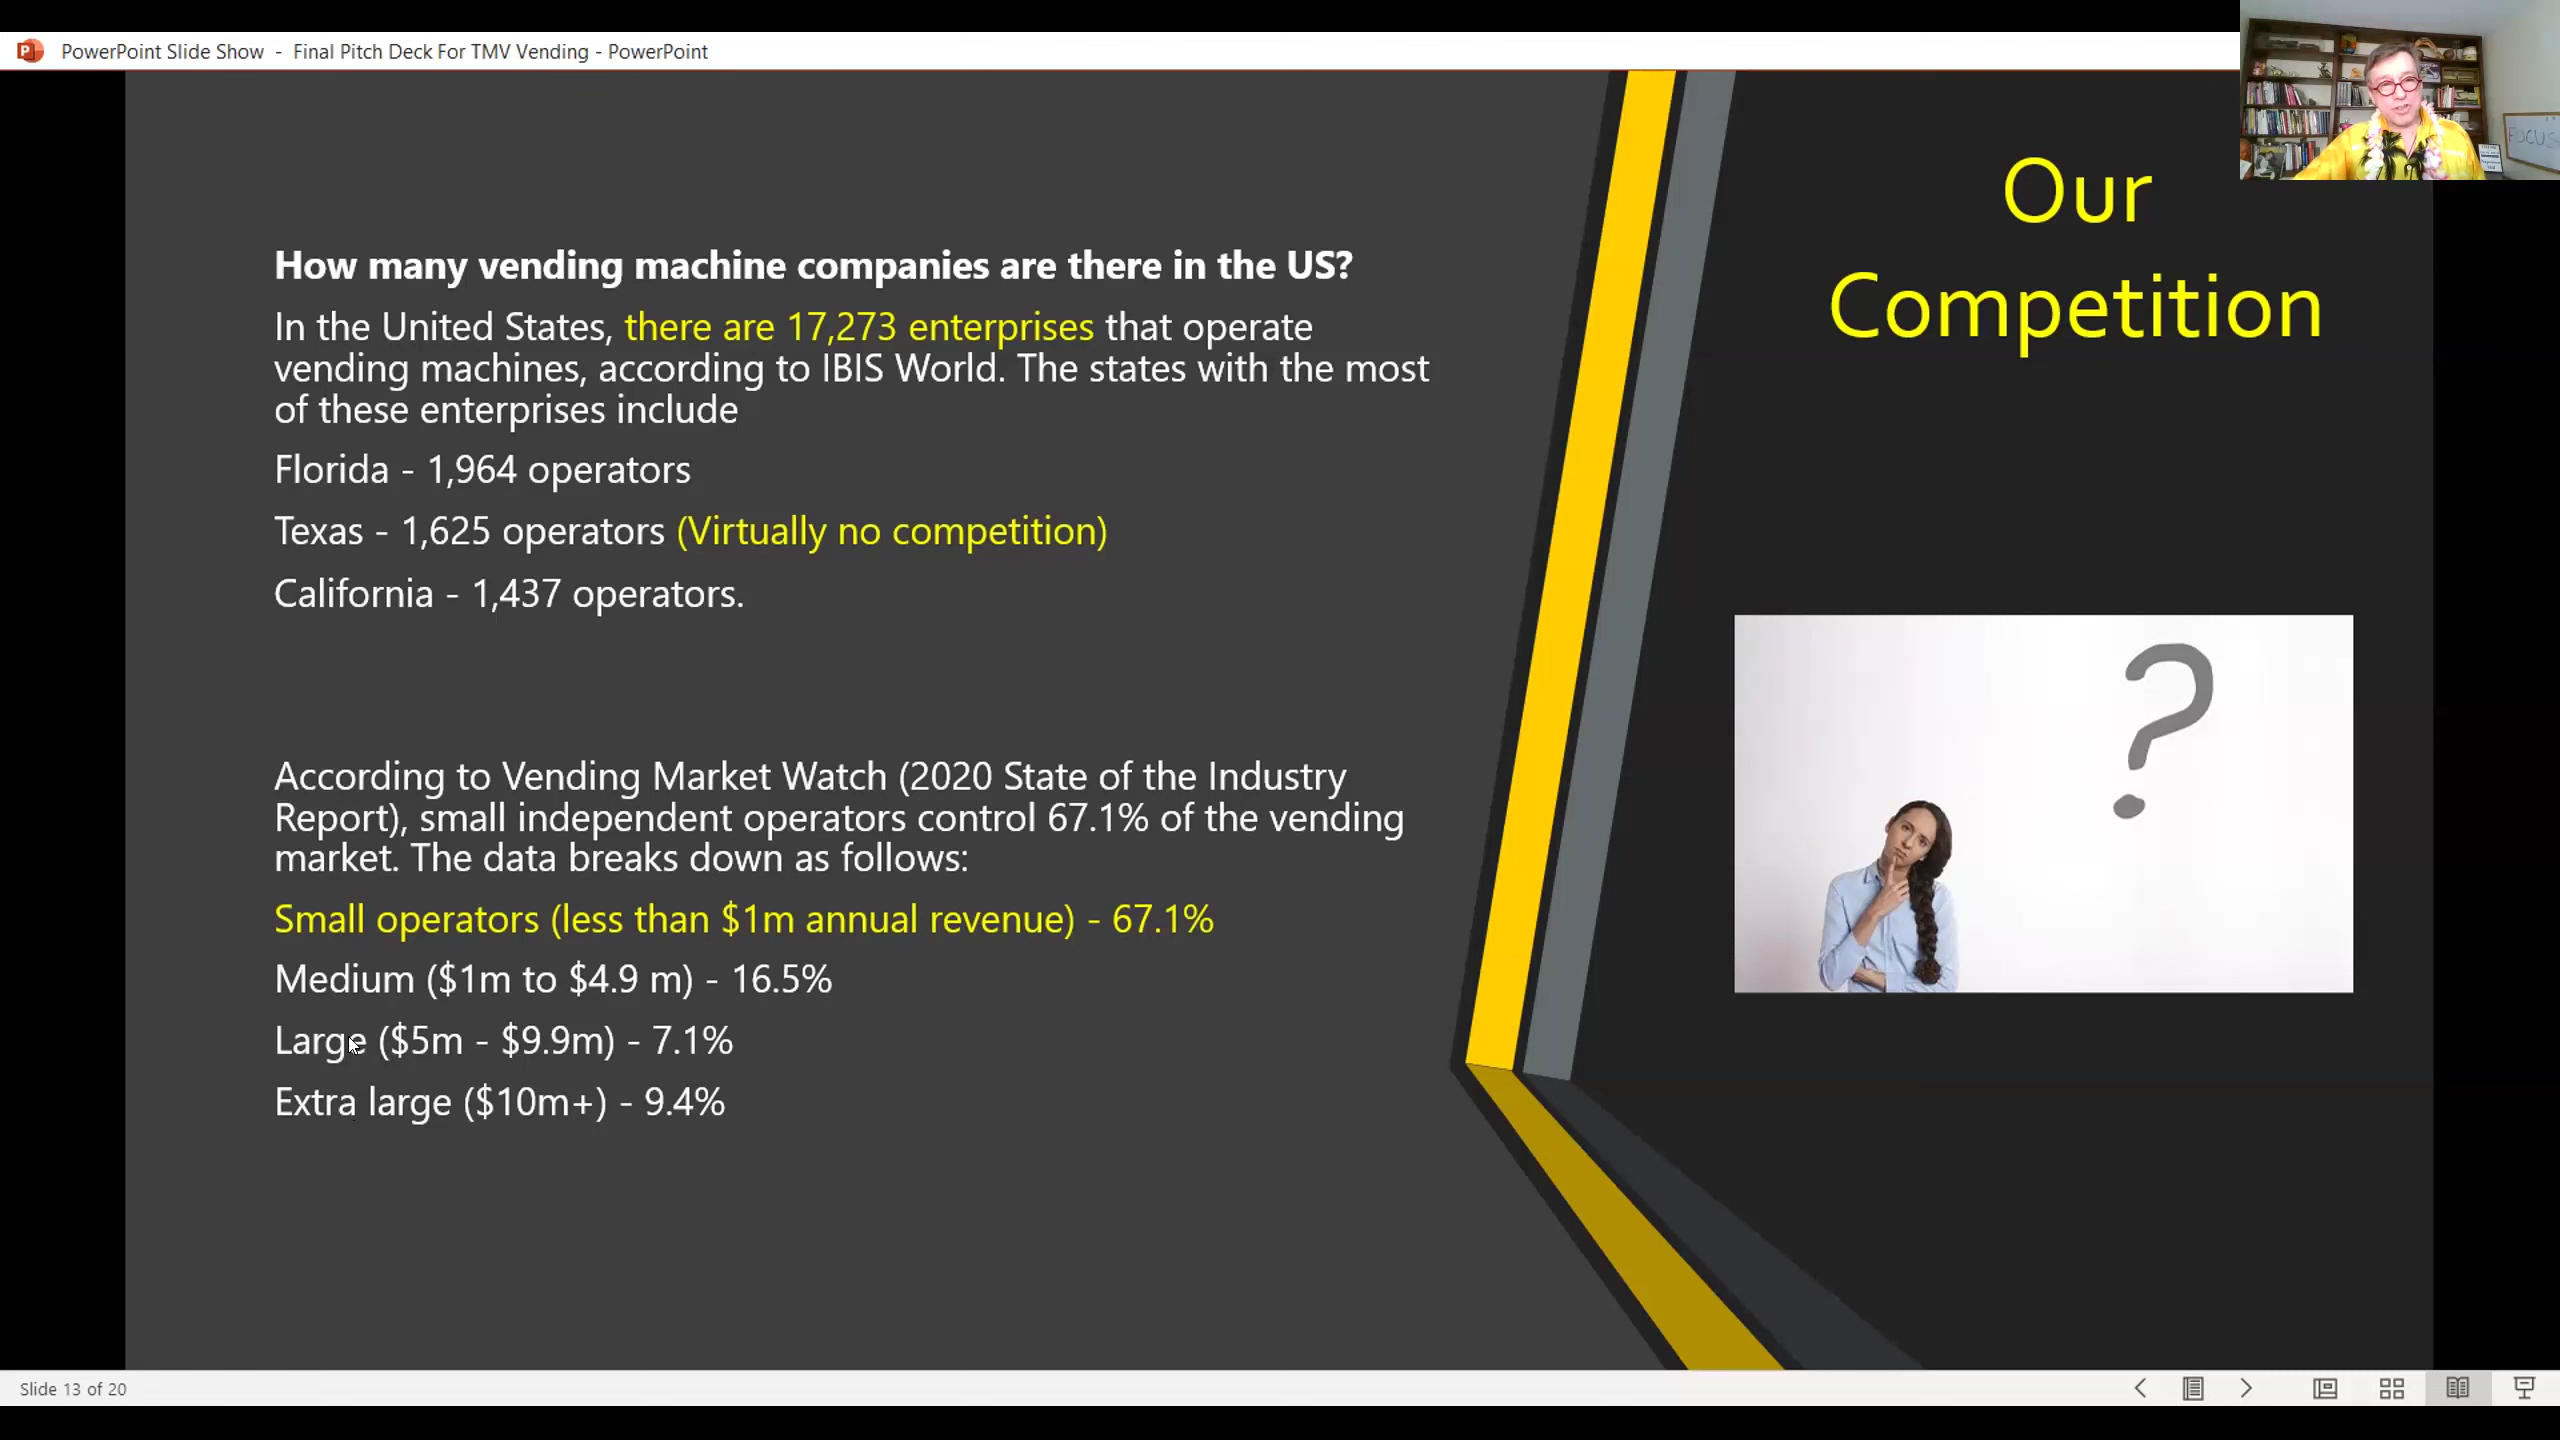 PowerPoint Slide Show - Final Pitch Deck For TMV Vending - PowerPoint
FOCUS
Our
Competition
How many vending machine companies are there in the US?
In the United States, there are 17,273 enterprises that operate
vending machines, according to IBIS World. The states with the most
of these enterprises include
Florida - 1,964 operators
Texas - 1,625 operators (Virtually no competition)
California - 1,437 operators.
According to Vending Market Watch (2020 State of the Industry
Report), small independent operators control 67.1% of the vending
market. The data breaks down as follows:
Small operators (less than $1m annual revenue) - 67.1%
Medium ($1m to $4.9 m) - 16.5%
Large ($5m - $9.9m) - 7.1%
Extra large ($10m+) - 9.4%
?
Slide 13 of 20